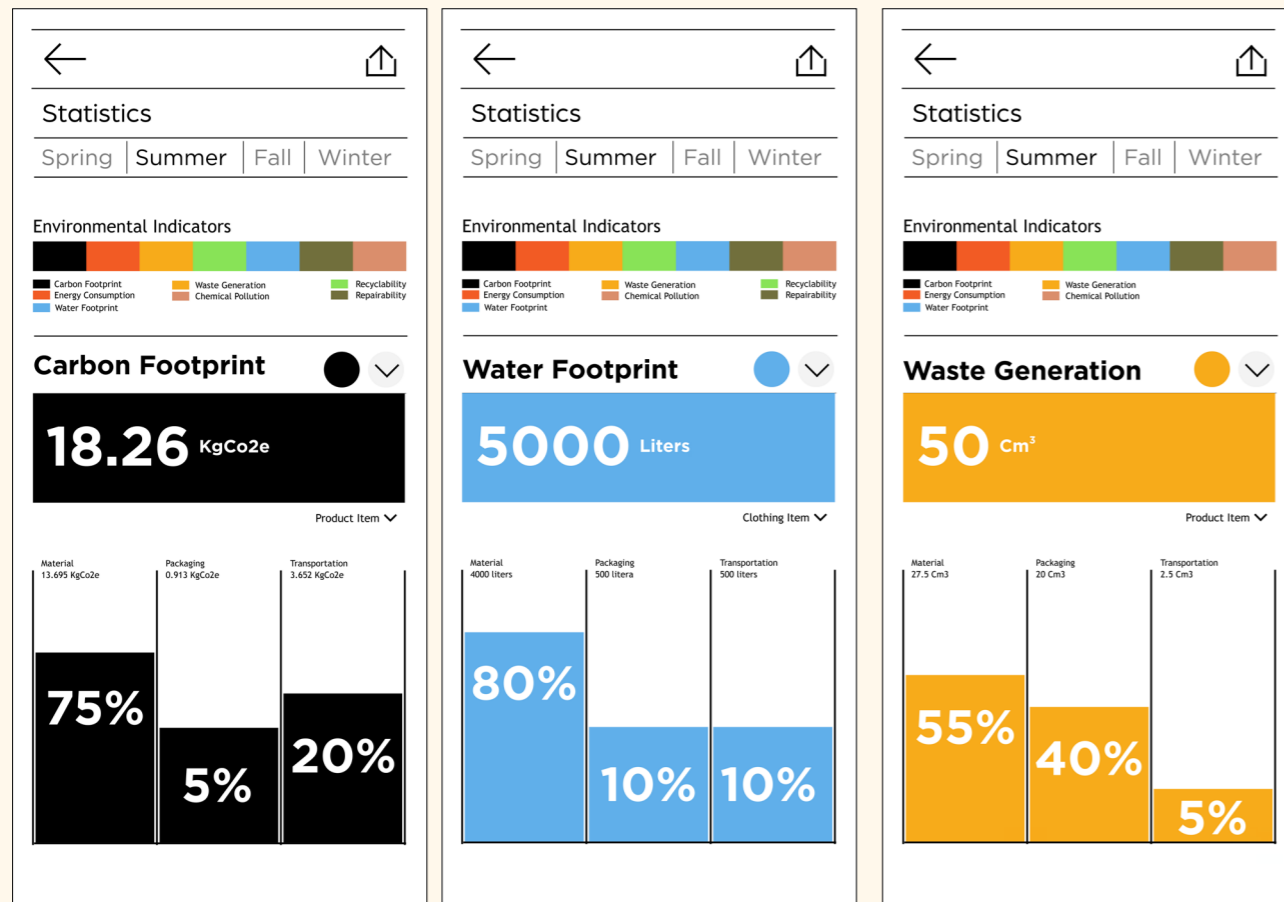 Statistics
Spring Summer Fall Winter
Environmental Indicators
Carbon Footprint Waste Generation Recyclability
Energy Consumption Chemical Pollution Repairability
Water Footprint
Carbon Footprint
18.26 KgCo2e
Product Item
Material Packaging Transportation
13.695 KgCo2e 0.913 KgCo2e 3.652 KgCo2e
75% 5% 20%
Statistics
Spring Summer Fall Winter
Environmental Indicators
Carbon Footprint Waste Generation Recyclability
Energy Consumption Chemical Pollution Repairability
Water Footprint
Water Footprint
5000 Liters
Clothing Item
Material Packaging Transportation
4000 liters 500 litera 500 liters
80% 10% 10%
Statistics
Spring Summer Fall Winter
Environmental Indicators
Carbon Footprint Waste Generation
Energy Consumption Chemical Pollution
Water Footprint
Waste Generation
50 Cm³
Product Item
Material Packaging Transportation
27.5 Cm3 20 Cm3 2.5 Cm3
55% 40% 5%